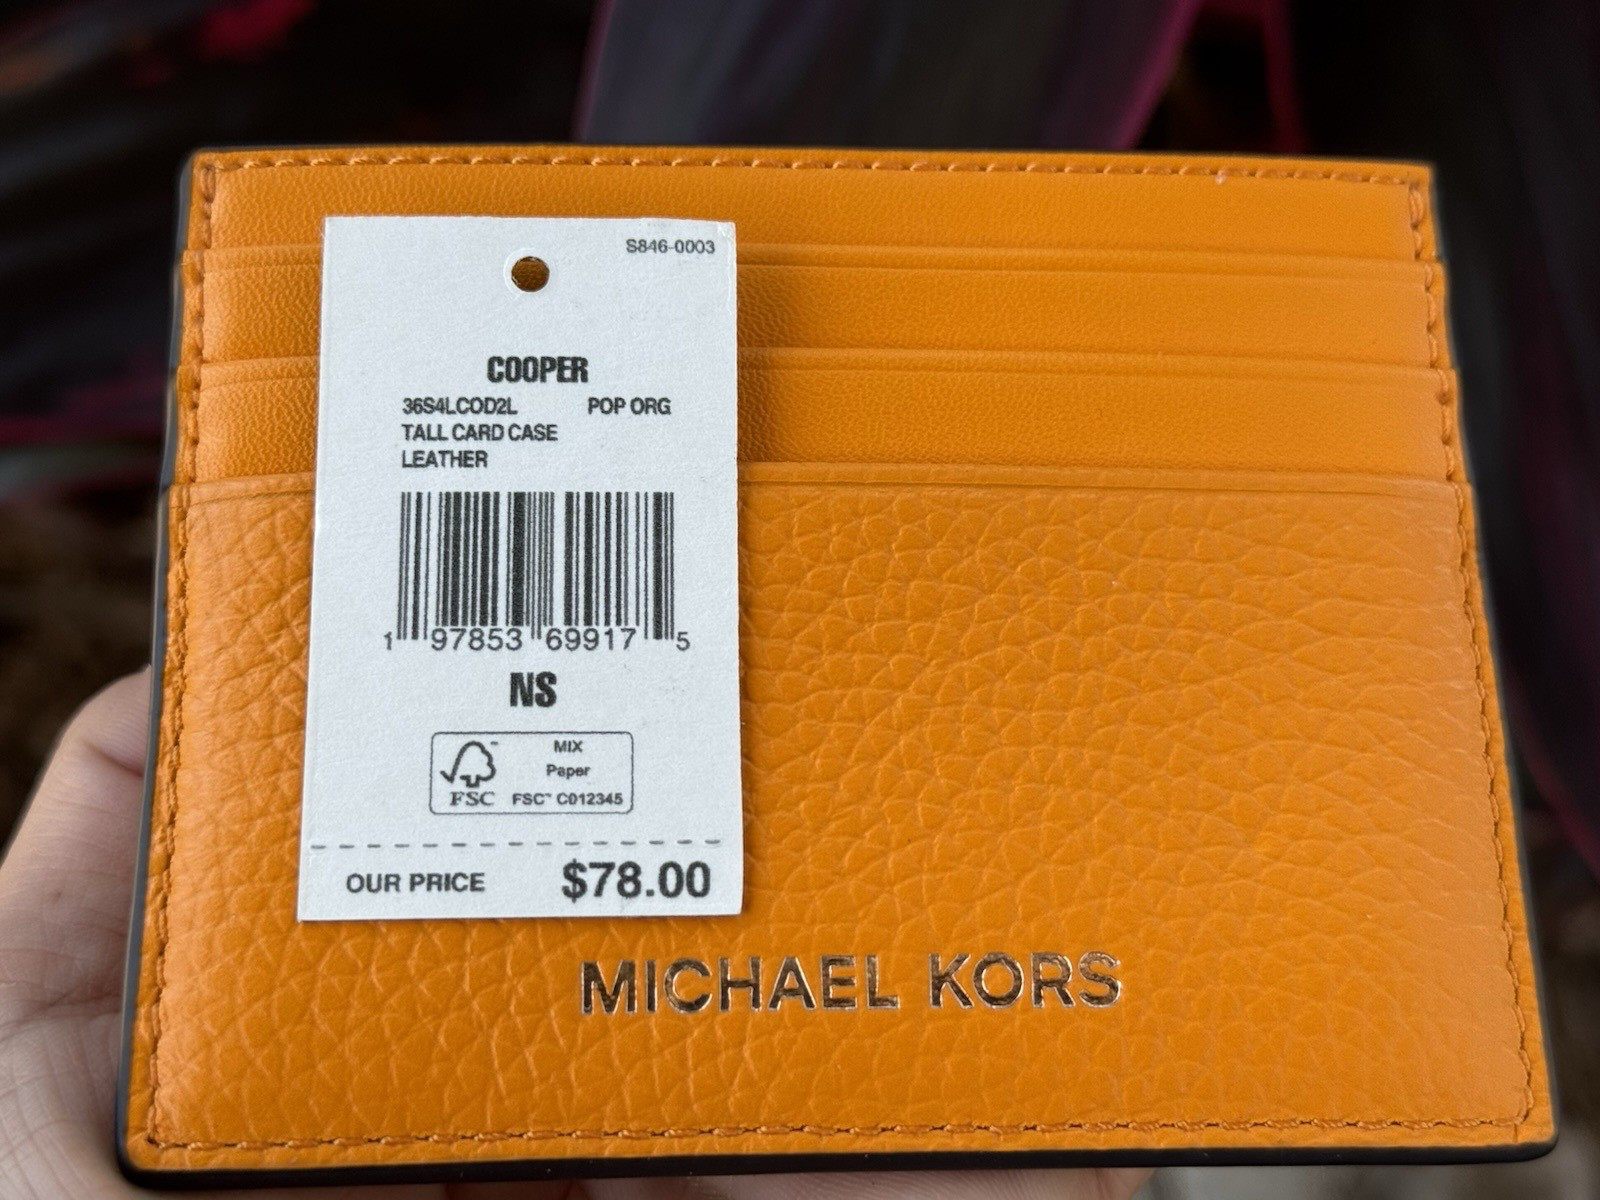 S846-0003
COOPER
36S4LCOD2L POP ORG
TALL CARD CASE
LEATHER
1 97853 69917 5
NS
MIX
Paper
FSC™ C012345
FSC
OUR PRICE $78.00
MICHAEL KORS